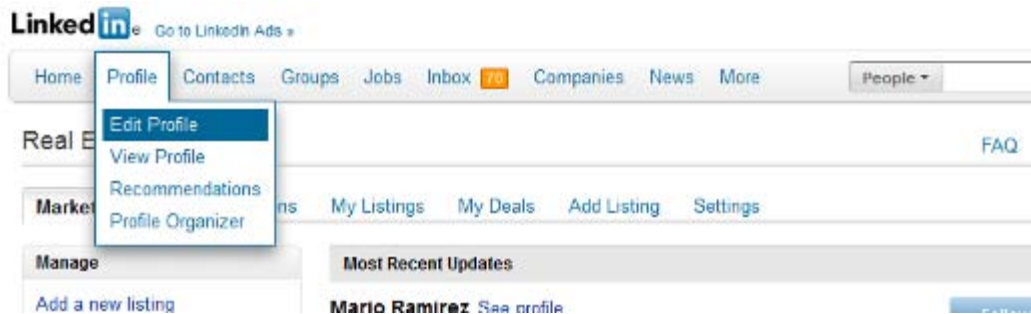 Linked in ® Go to LinkedIn Ads »
Home Profile Contacts Groups Jobs Inbox 70 Companies News More People
Edit Profile
Real E FAQ
View Profile
Recommendations
Market ns My Listings My Deals Add Listing Settings
Profile Organizer
Manage Most Recent Updates
Add a new listing Mario Ramirez See profile Follow